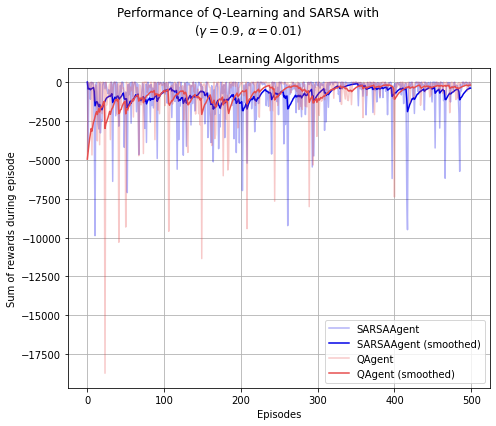 Performance of Q-Learning and SARSA with
(γ = 0.9, α = 0.01)
Learning Algorithms
Sum of rewards during episode
0
−2500
−5000
−7500
−10000
−12500
−15000
−17500
SARSAAgent
SARSAAgent (smoothed)
QAgent
QAgent (smoothed)
0 100 200 300 400 500
Episodes